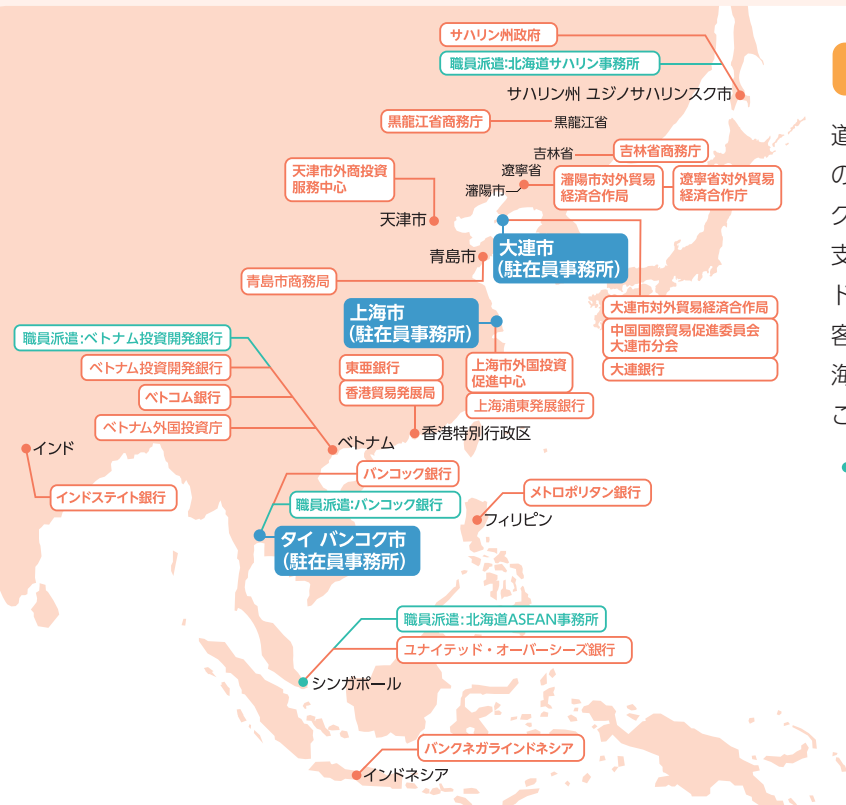 サハリン州政府
職員派遣:北海道サハリン事務所
サハリン州 ユジノサハリンスク市
黒龍江省商務庁
黒龍江省
吉林省
吉林省商務庁
遼寧省
瀋陽市
瀋陽市対外貿易
経済合作局
遼寧省対外貿易
経済合作庁
天津市外商投資
服務中心
天津市
青島市
青島市商務局
大連市
(駐在員事務所)
上海市
(駐在員事務所)
大連市対外貿易経済合作局
中国国際貿易促進委員会
大連市分会
大連銀行
職員派遣:ベトナム投資開発銀行
ベトナム投資開発銀行
ベトコム銀行
ベトナム外国投資庁
ベトナム
東亜銀行
香港貿易発展局
上海市外国投資
促進中心
上海浦東発展銀行
香港特別行政区
インド
インドステイト銀行
バンコック銀行
職員派遣:バンコック銀行
タイ バンコク市
(駐在員事務所)
メトロポリタン銀行
フィリピン
職員派遣:北海道ASEAN事務所
ユナイテッド・オーバーシーズ銀行
シンガポール
バンクネガラインドネシア
インドネシア
道
の
ク
支
ド
客
海
こ